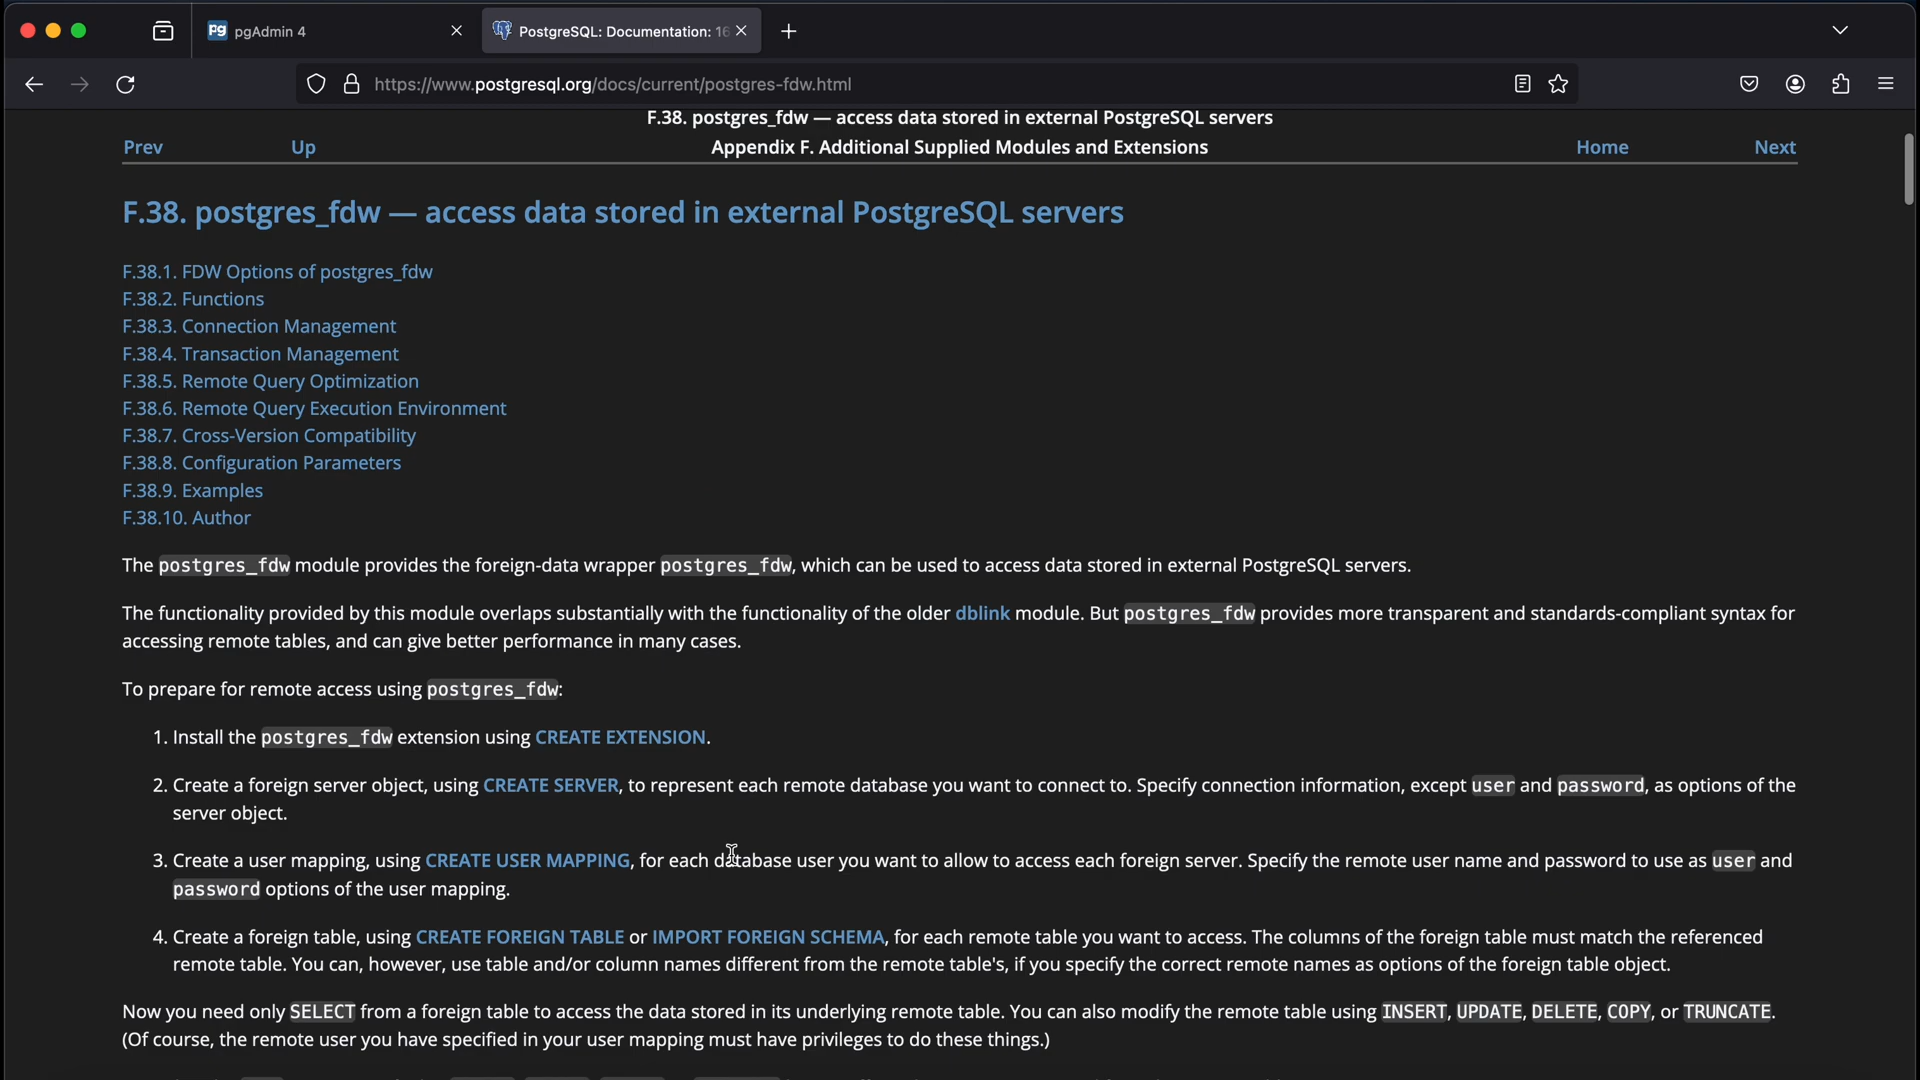 pgAdmin 4
PostgreSQL: Documentation: 16
https://www.postgresql.org/docs/current/postgres-fdw.html
F.38. postgres_fdw — access data stored in external PostgreSQL servers
Prev Up Appendix F. Additional Supplied Modules and Extensions Home Next
F.38. postgres_fdw — access data stored in external PostgreSQL servers
F.38.1. FDW Options of postgres_fdw
F.38.2. Functions
F.38.3. Connection Management
F.38.4. Transaction Management
F.38.5. Remote Query Optimization
F.38.6. Remote Query Execution Environment
F.38.7. Cross-Version Compatibility
F.38.8. Configuration Parameters
F.38.9. Examples
F.38.10. Author
The postgres_fdw module provides the foreign-data wrapper postgres_fdw, which can be used to access data stored in external PostgreSQL servers.
The functionality provided by this module overlaps substantially with the functionality of the older dblink module. But postgres_fdw provides more transparent and standards-compliant syntax for
accessing remote tables, and can give better performance in many cases.
To prepare for remote access using postgres_fdw:
1. Install the postgres_fdw extension using CREATE EXTENSION.
2. Create a foreign server object, using CREATE SERVER, to represent each remote database you want to connect to. Specify connection information, except user and password, as options of the
server object.
3. Create a user mapping, using CREATE USER MAPPING, for each database user you want to allow to access each foreign server. Specify the remote user name and password to use as user and
password options of the user mapping.
4. Create a foreign table, using CREATE FOREIGN TABLE or IMPORT FOREIGN SCHEMA, for each remote table you want to access. The columns of the foreign table must match the referenced
remote table. You can, however, use table and/or column names different from the remote table's, if you specify the correct remote names as options of the foreign table object.
Now you need only SELECT from a foreign table to access the data stored in its underlying remote table. You can also modify the remote table using INSERT, UPDATE, DELETE, COPY, or TRUNCATE.
(Of course, the remote user you have specified in your user mapping must have privileges to do these things.)